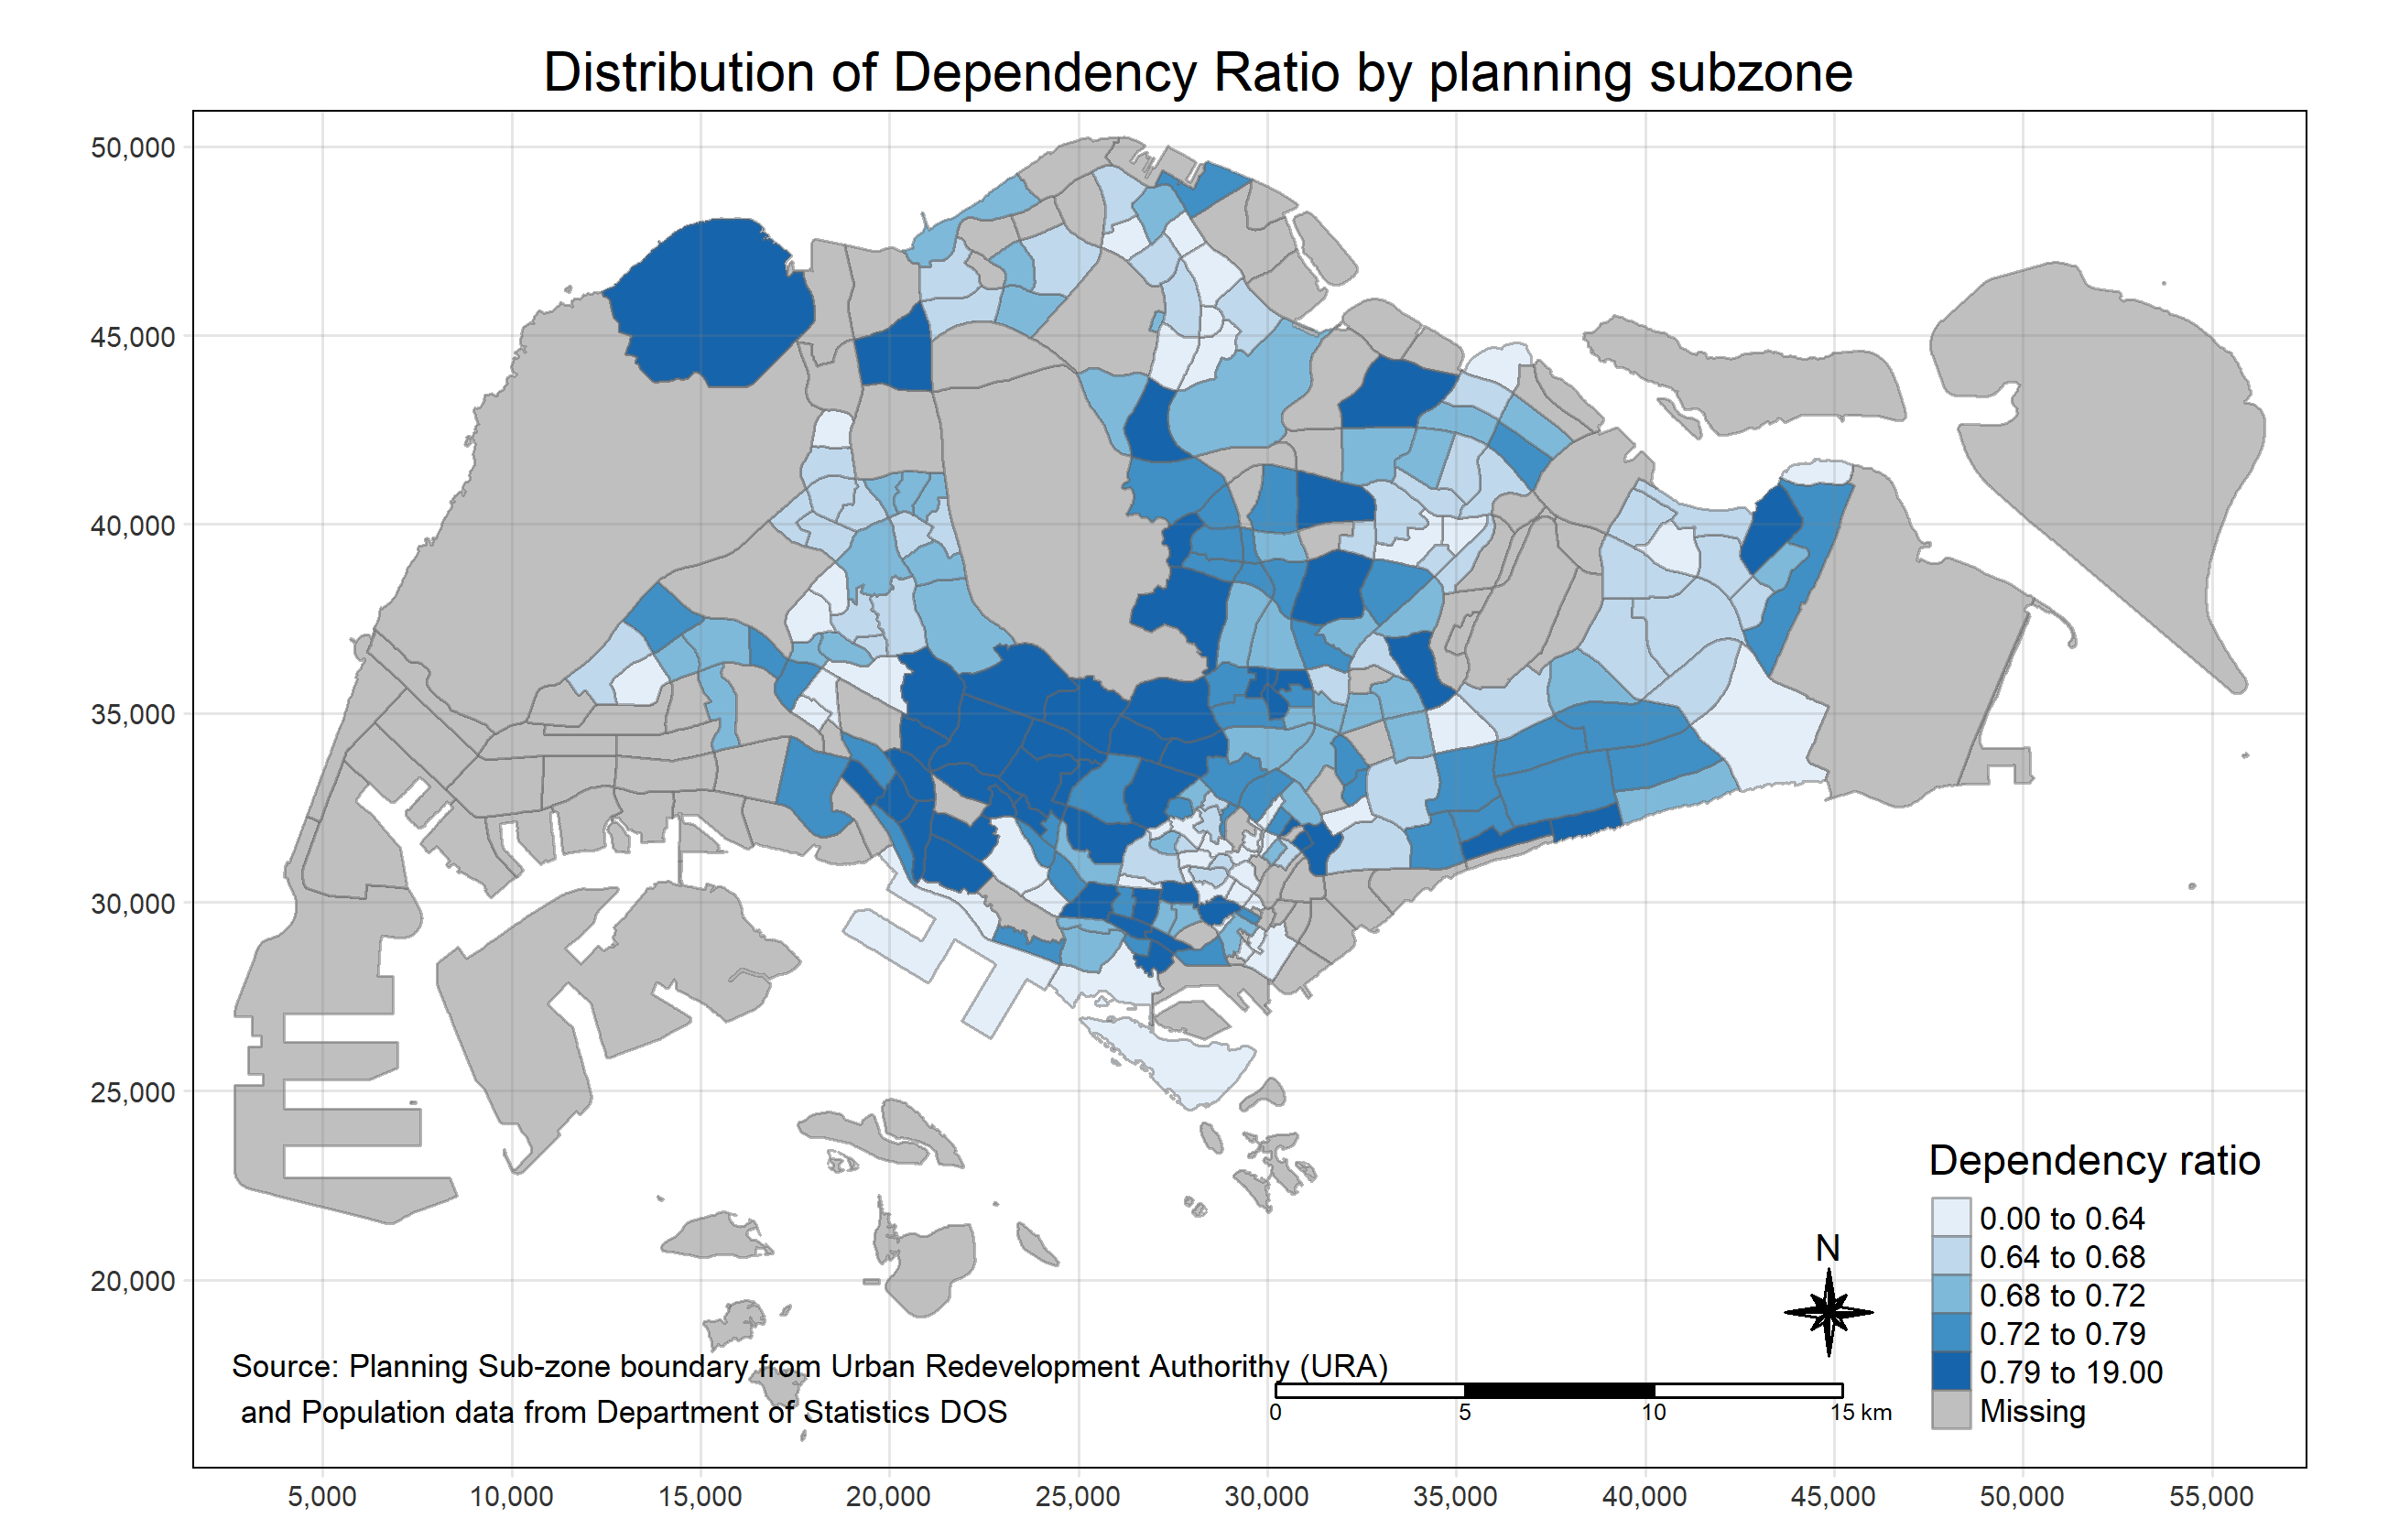 Distribution of Dependency Ratio by planning subzone
50,000
45,000
40,000
35,000
30,000
25,000
20,000
Dependency ratio
0.00 to 0.64
0.64 to 0.68
0.68 to 0.72
0.72 to 0.79
0.79 to 19.00
Missing
N
Source: Planning Sub-zone boundary from Urban Redevelopment Authorithy (URA)
and Population data from Department of Statistics DOS
0 5 10 15 km
5,000 10,000 15,000 20,000 25,000 30,000 35,000 40,000 45,000 50,000 55,000